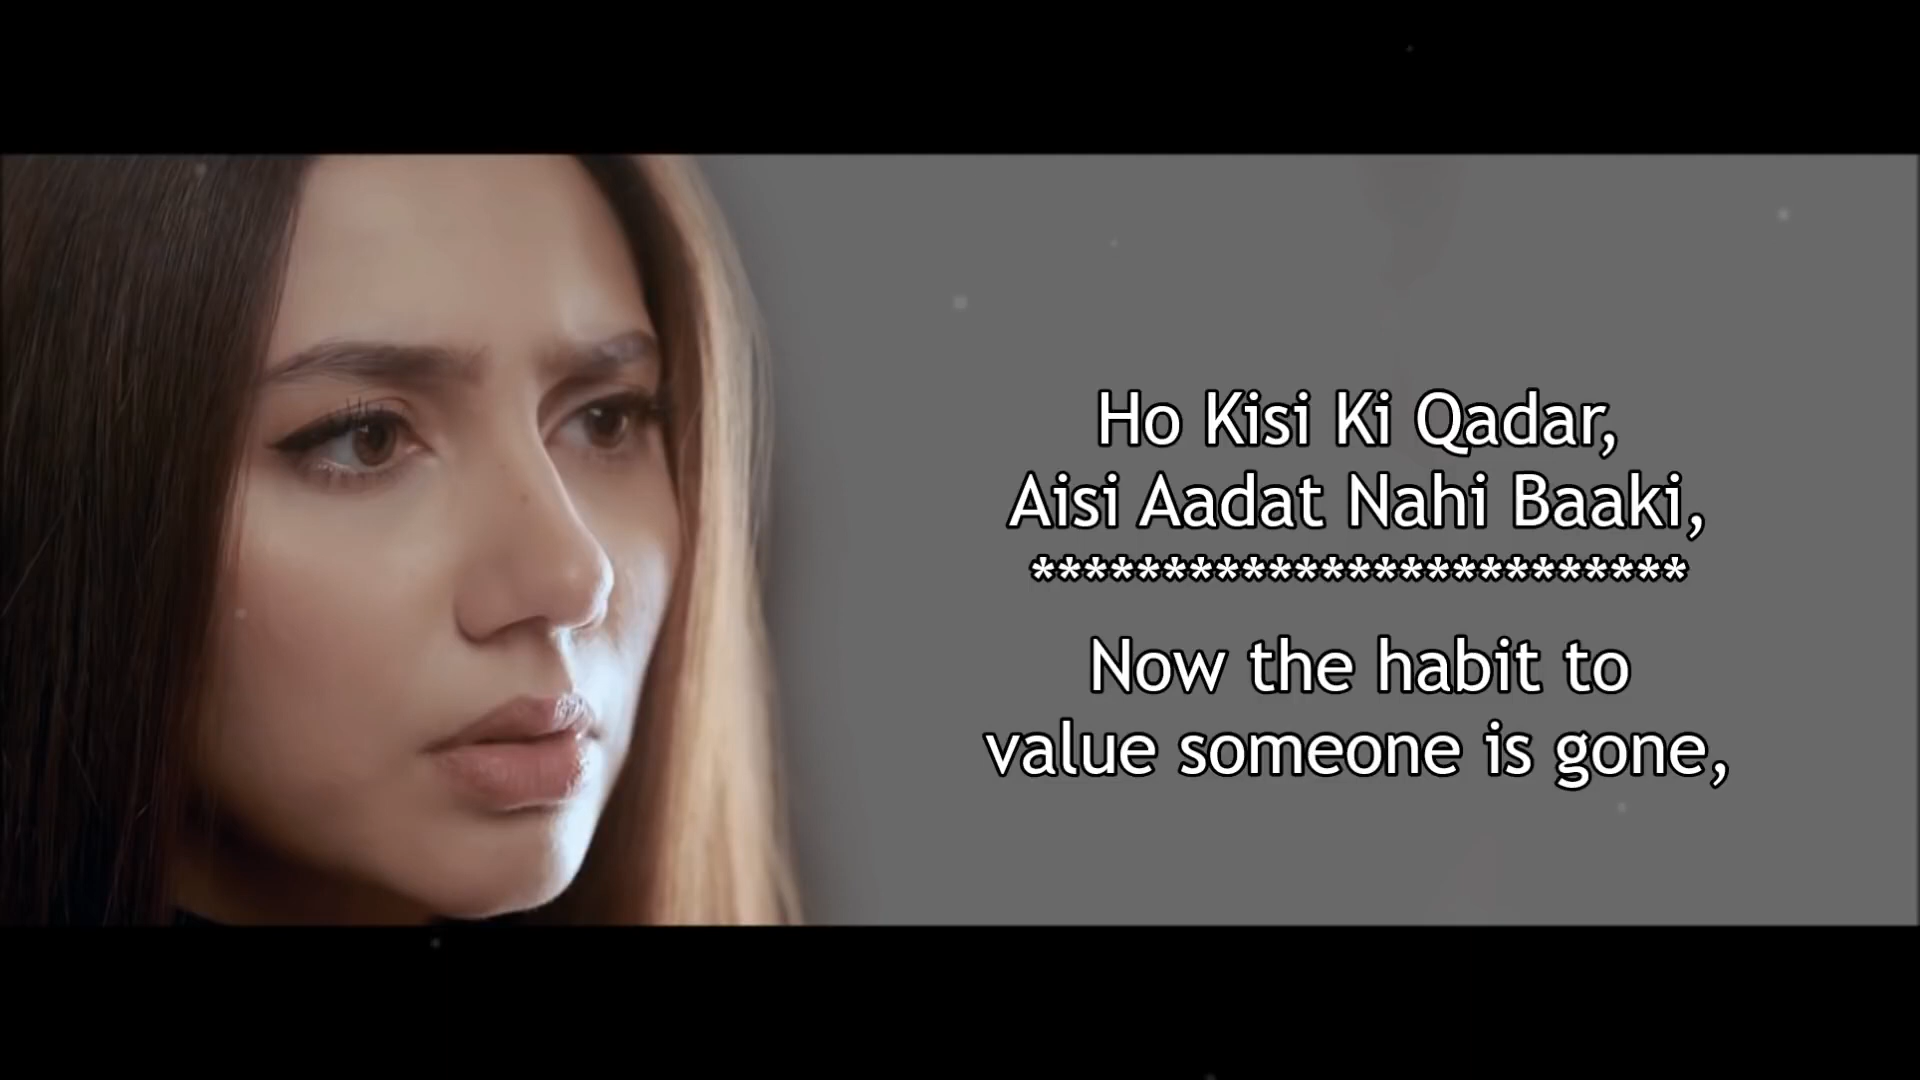 Ho Kisi Ki Qadar,
Aisi Aadat Nahi Baaki,
*************************
Now the habit to
value someone is gone,